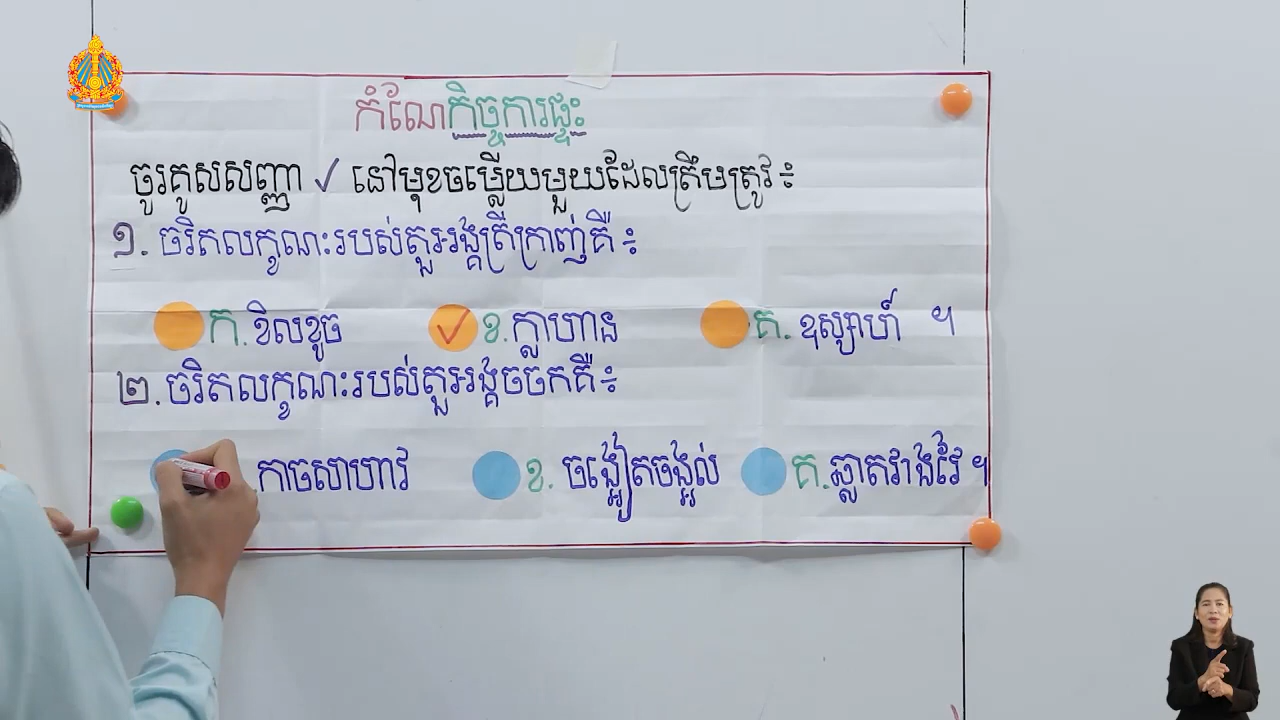 កំណែកិច្ចការផ្ទះ
ចូរគូសសញ្ញា ✓ នៅមុខចម្លើយមួយដែលត្រឹមត្រូវ៖
១. ចរិតលក្ខណៈរបស់តួអង្គត្រីក្រាញ់គឺ៖
ក. ខិលខូច ខ. ក្លាហាន គ. ឧស្សាហ៍ ។
២. ចរិតលក្ខណៈរបស់តួអង្គចចកគឺ៖
. កាចសាហាវ ខ. ចង្អៀតចង្អល់ គ. ឆ្លាតវាងវៃ ។